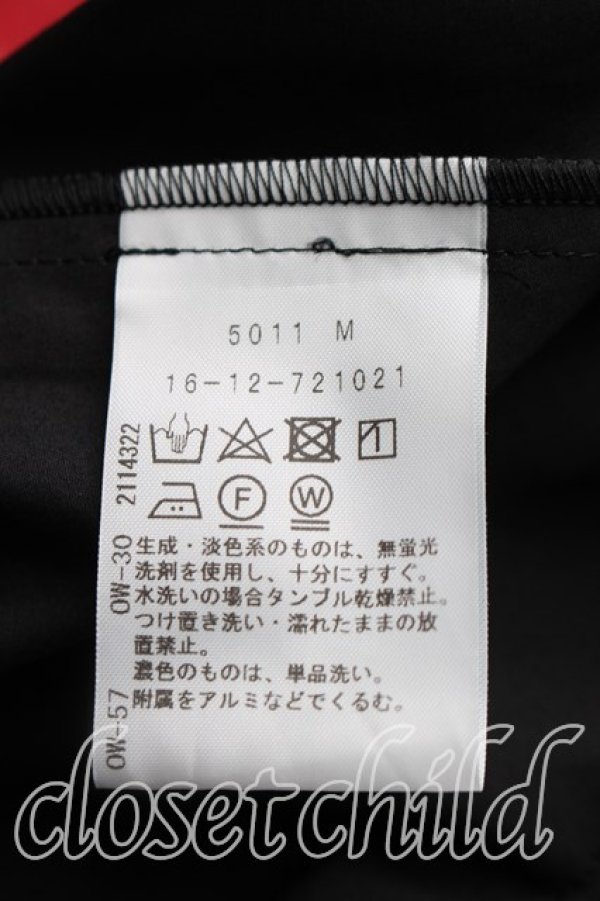 5011 M
16-12-721021
F W
生成・淡色系のものは、無蛍光
洗剤を使用し、十分にすすぐ。
水洗いの場合タンブル乾燥禁止。
つけ置き洗い・濡れたままの放
置禁止。
濃色のものは、単品洗い。
附属をアルミなどでくるむ。
OW-57 OW-30 2114322
closet child